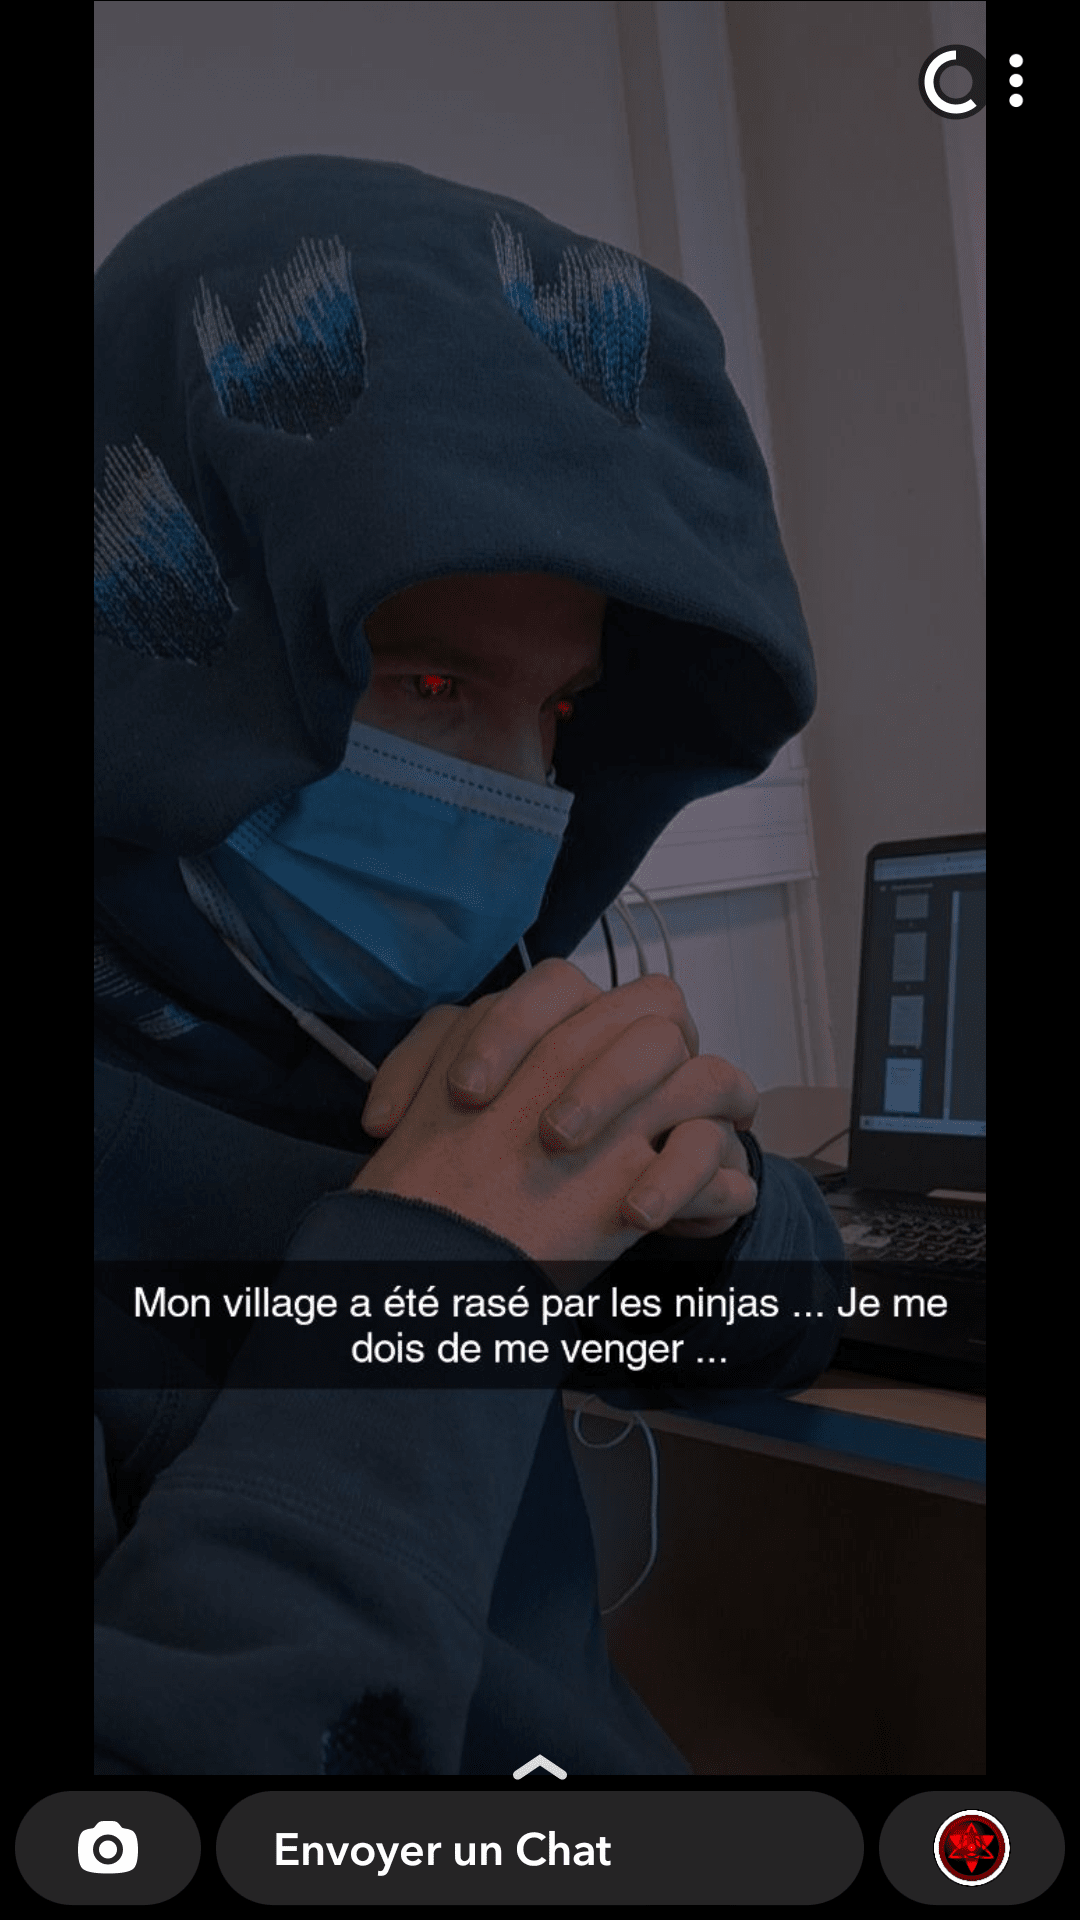 Mon village a été rasé par les ninjas ... Je me
dois de me venger ...
Envoyer un Chat